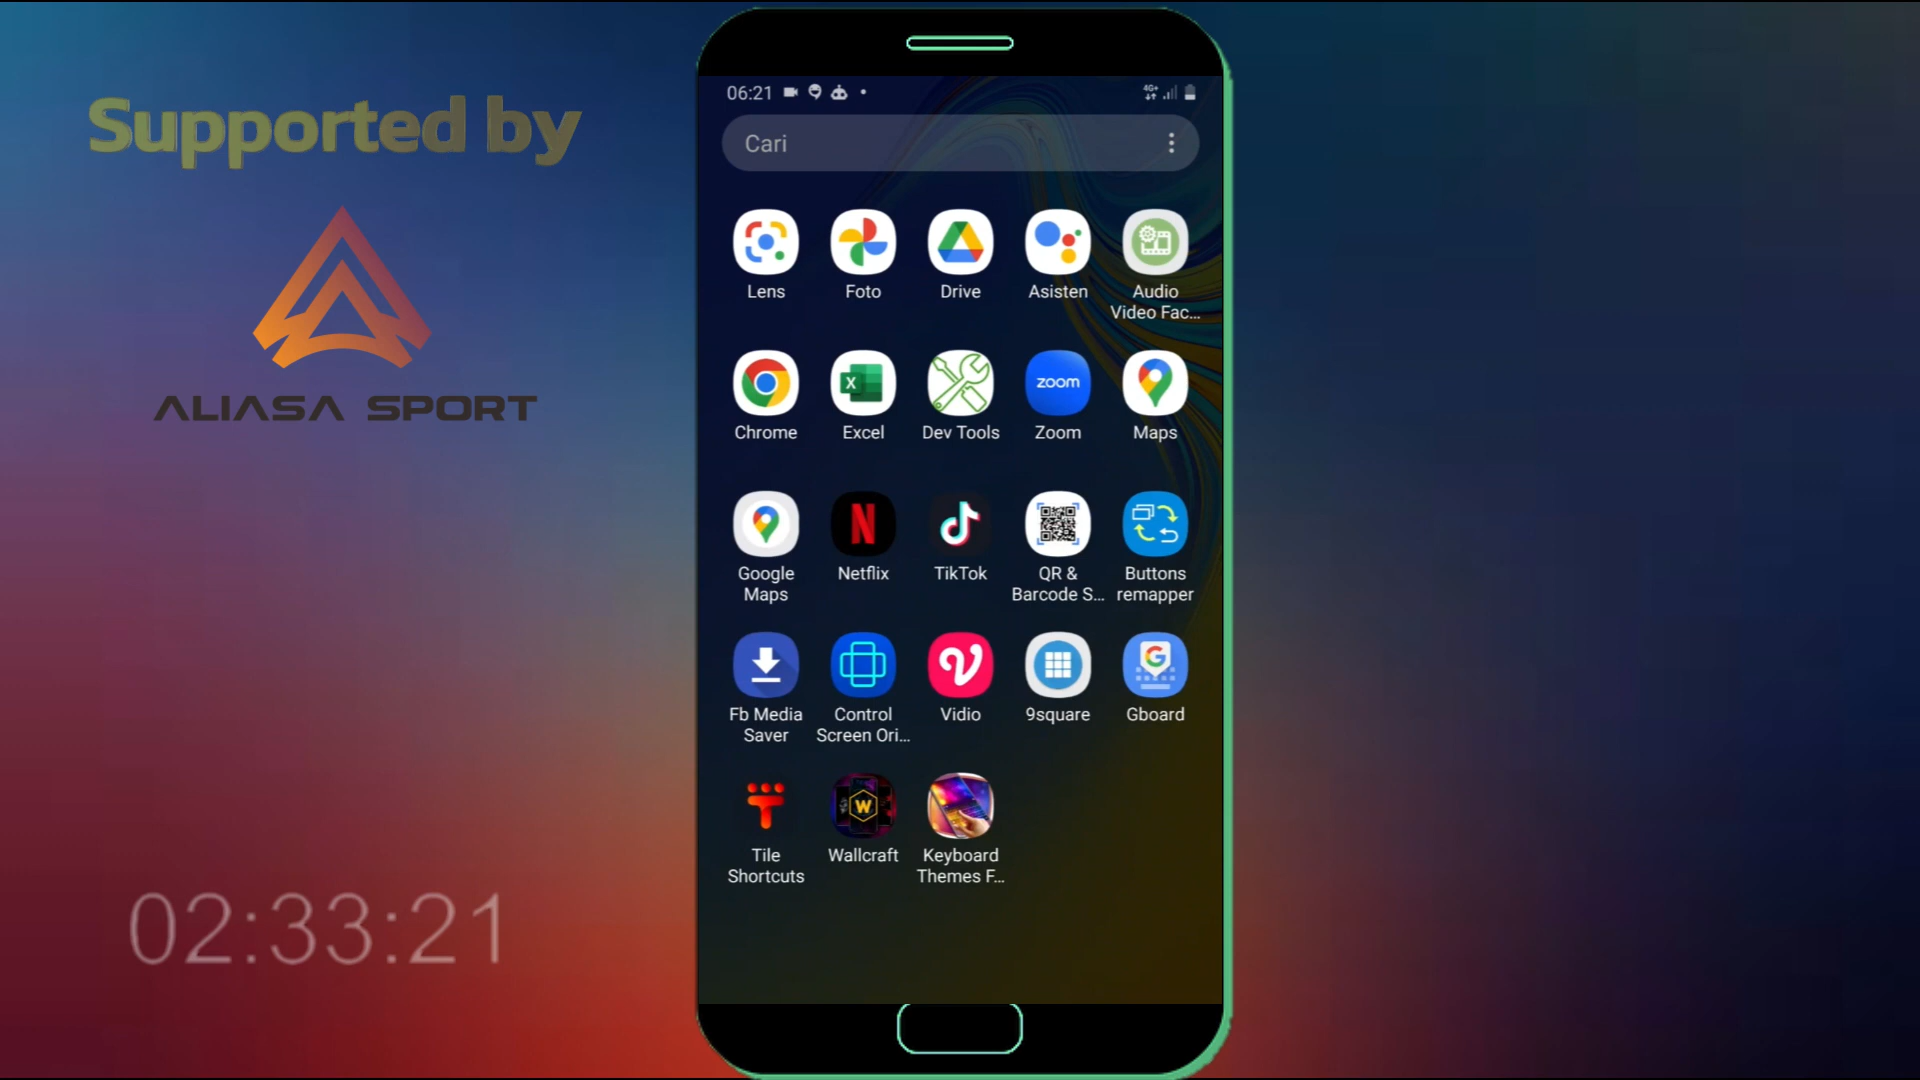 Supported by
ALIASA SPORT
02:33:21
06:21
4G+
Cari
Lens
Foto
Drive
Asisten
Audio
Video Fac...
Chrome
Excel
Dev Tools
zoom
Zoom
Maps
Google
Maps
Netflix
TikTok
QR &
Barcode S...
Buttons
remapper
Fb Media
Saver
Control
Screen Ori...
Vidio
9square
Gboard
Tile
Shortcuts
Wallcraft
Keyboard
Themes F...